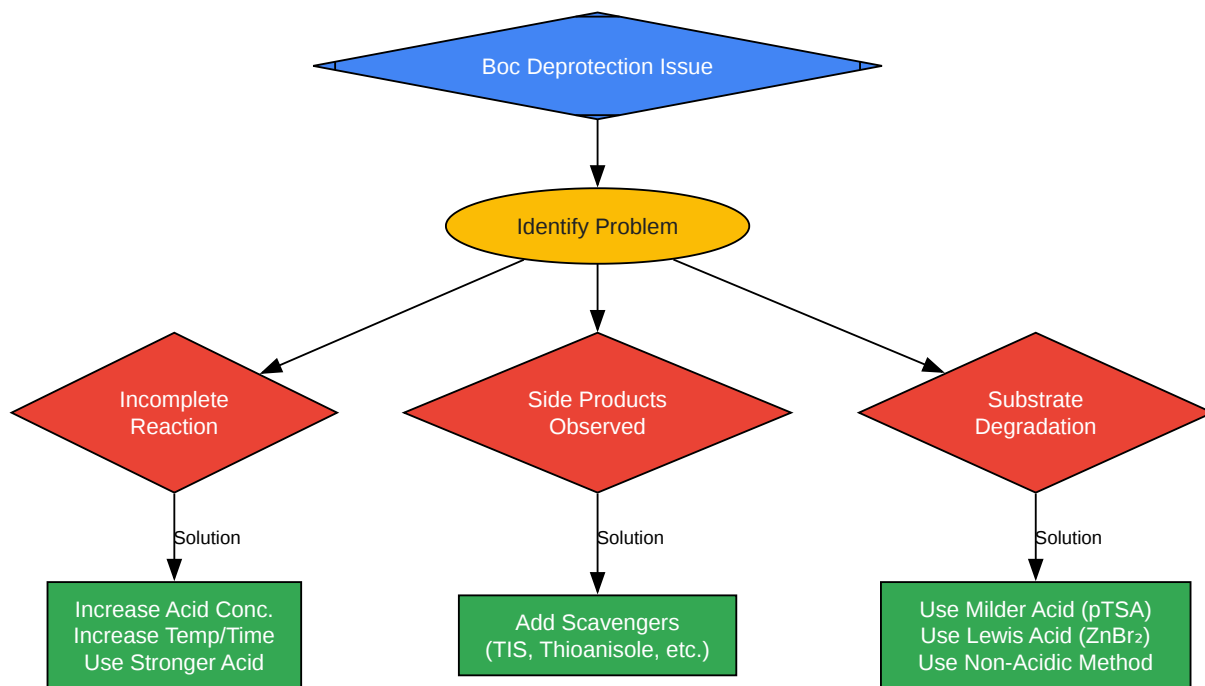 Boc Deprotection Issue
Identify Problem
Incomplete
Reaction
Side Products
Observed
Substrate
Degradation
Solution
Solution
Solution
Increase Acid Conc.
Increase Temp/Time
Use Stronger Acid
Add Scavengers
(TIS, Thioanisole, etc.)
Use Milder Acid (pTSA)
Use Lewis Acid (ZnBr₂)
Use Non-Acidic Method